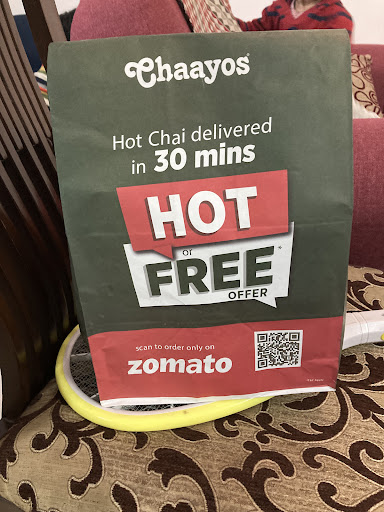 Chaayos
Hot Chai delivered
in 30 mins
HOT
or
FREE*
OFFER
scan to order only on
zomato